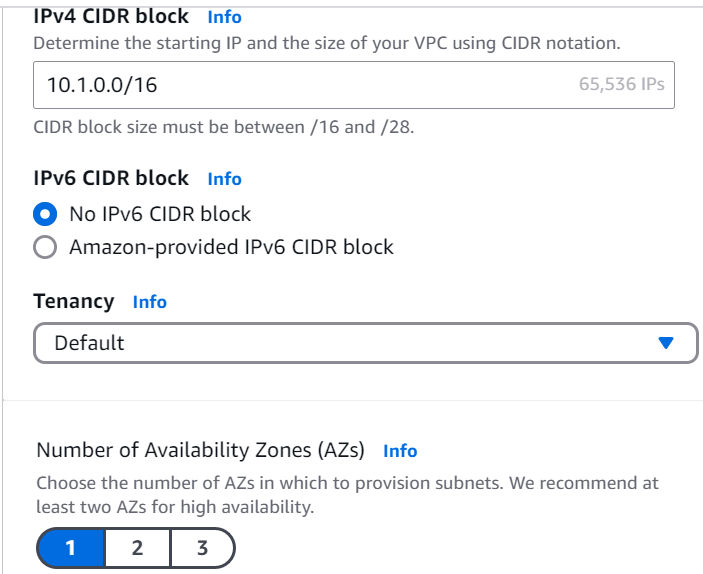 IPv4 CIDR block Info
Determine the starting IP and the size of your VPC using CIDR notation.
10.1.0.0/16 65,536 IPs
CIDR block size must be between /16 and /28.
IPv6 CIDR block Info
No IPv6 CIDR block
Amazon-provided IPv6 CIDR block
Tenancy Info
Default
Number of Availability Zones (AZs) Info
Choose the number of AZs in which to provision subnets. We recommend at
least two AZs for high availability.
1 2 3